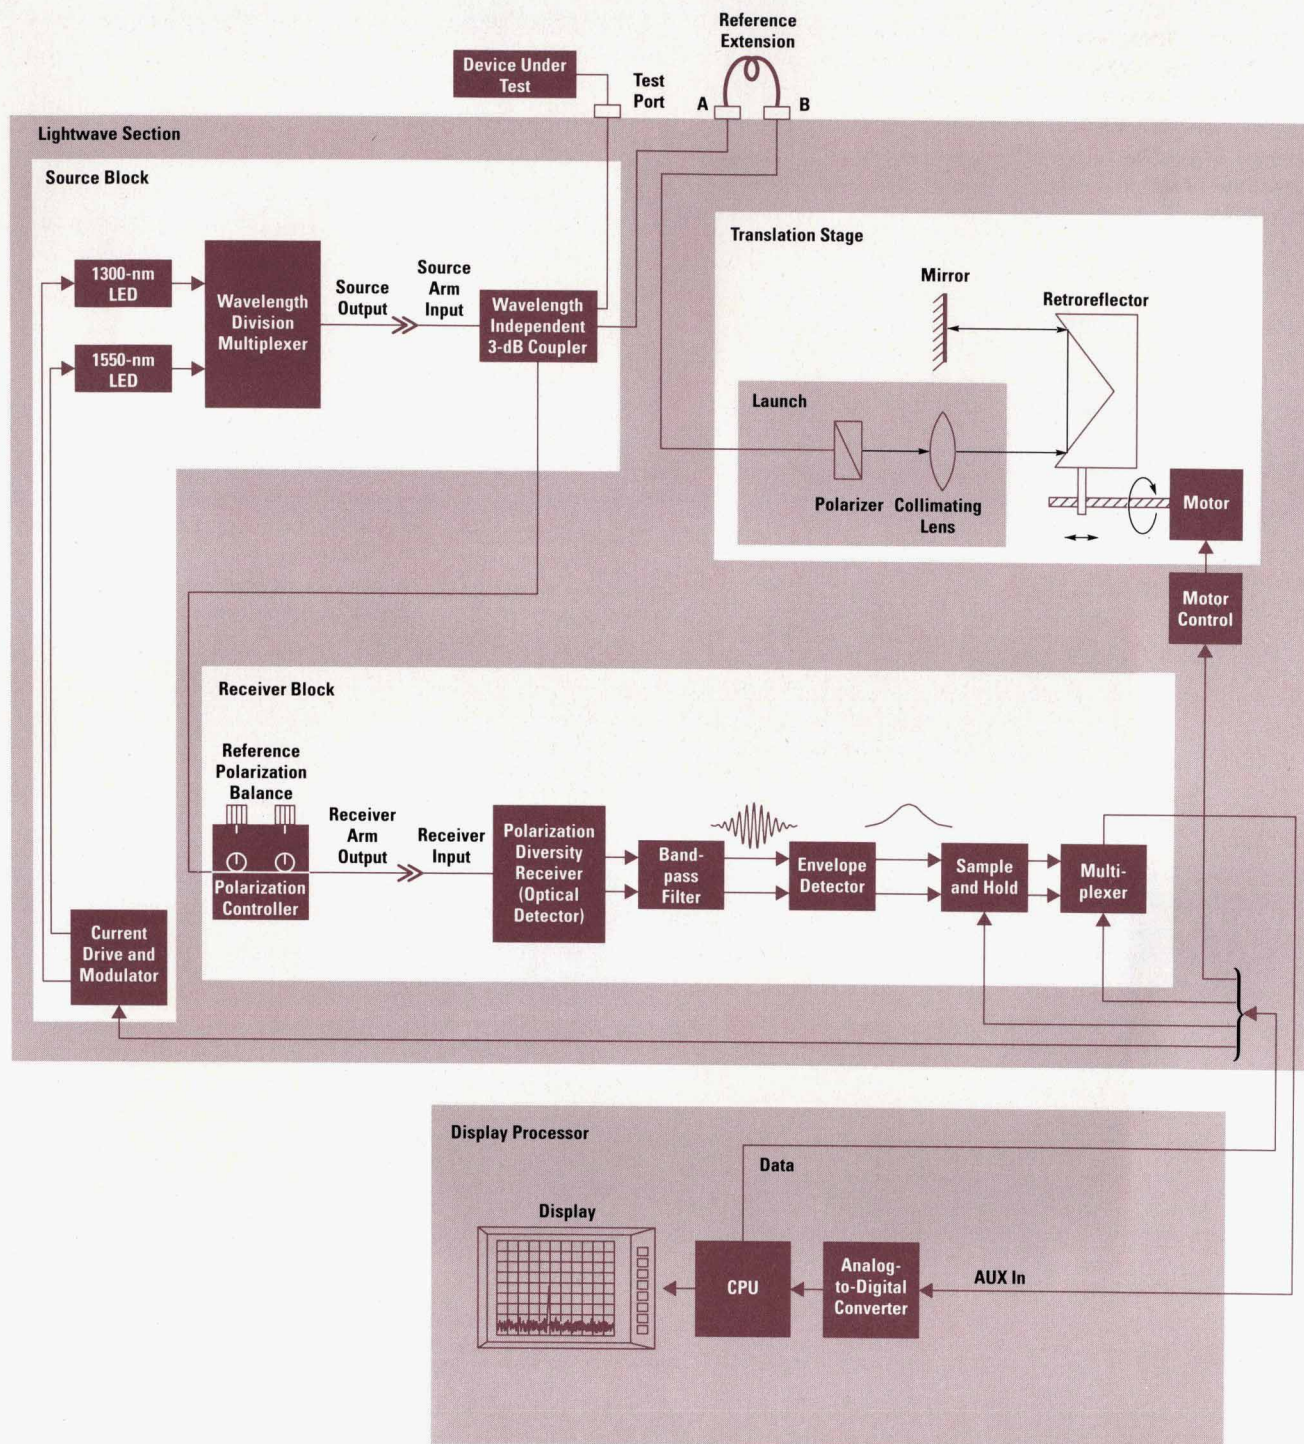 Reference
Extension
Device Under
Test
Test
Port
A
B
Lightwave Section
Source Block
1300-nm
LED
1550-nm
LED
Wavelength
Division
Multiplexer
Source
Output
Source
Arm
Input
Wavelength
Independent
3-dB Coupler
Translation Stage
Mirror
Retroreflector
Launch
Polarizer
Collimating
Lens
Motor
Motor
Control
Receiver Block
Reference
Polarization
Balance
Polarization
Controller
Receiver
Arm
Output
Receiver
Input
Polarization
Diversity
Receiver
(Optical
Detector)
Band-
pass
Filter
Envelope
Detector
Sample
and Hold
Multi-
plexer
Current
Drive and
Modulator
Display Processor
Data
Display
CPU
Analog-
to-Digital
Converter
AUX In